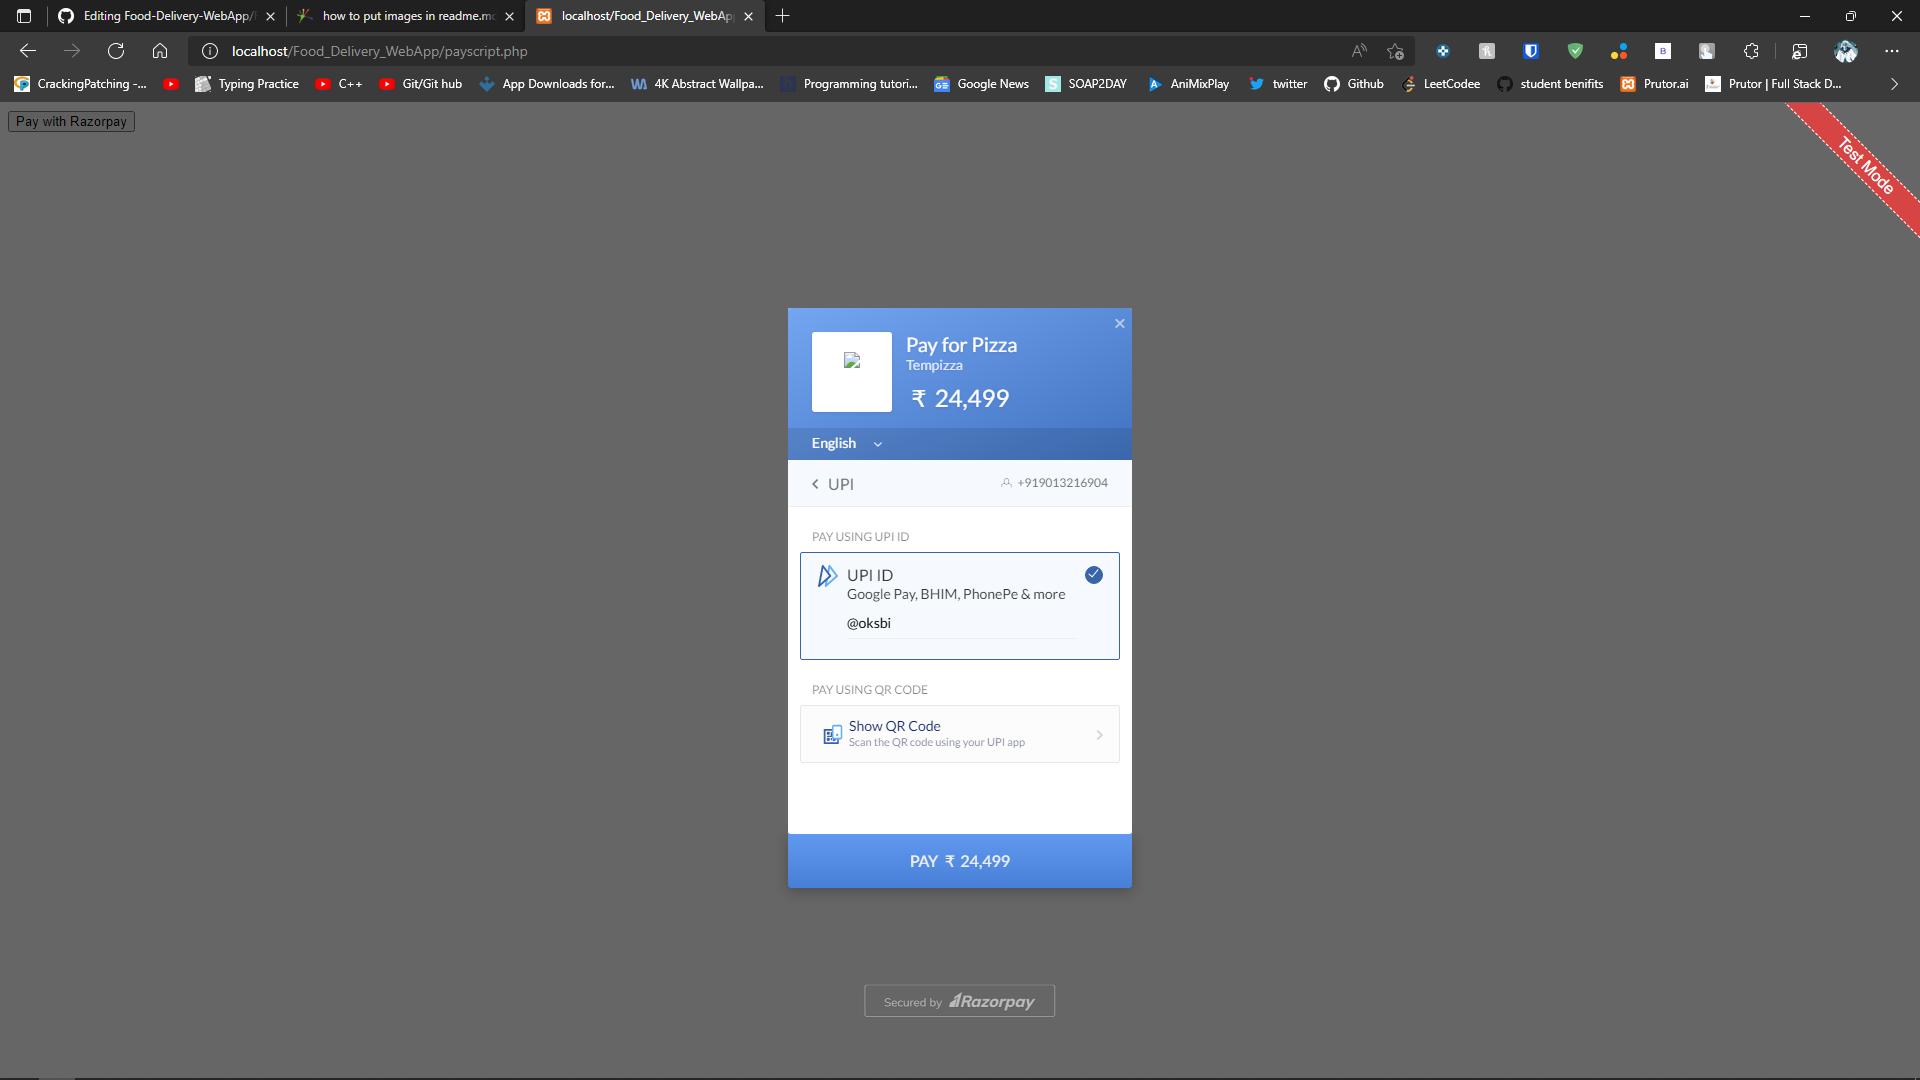 Editing Food-Delivery-WebApp/
how to put images in readme.m
localhost/Food_Delivery_WebAp
localhost/Food_Delivery_WebApp/payscript.php
CrackingPatching -...
Typing Practice
C++
Git/Git hub
App Downloads for...
4K Abstract Wallpa...
Programming tutori...
Google News
SOAP2DAY
AniMixPlay
twitter
Github
LeetCodee
student benifits
Prutor.ai
Prutor | Full Stack D...
Pay with Razorpay
Test Mode
Pay for Pizza
Tempizza
₹ 24,499
English
UPI
+919013216904
PAY USING UPI ID
UPI ID
Google Pay, BHIM, PhonePe & more
@oksbi
PAY USING QR CODE
Show QR Code
Scan the QR code using your UPI app
PAY ₹ 24,499
Secured by Razorpay